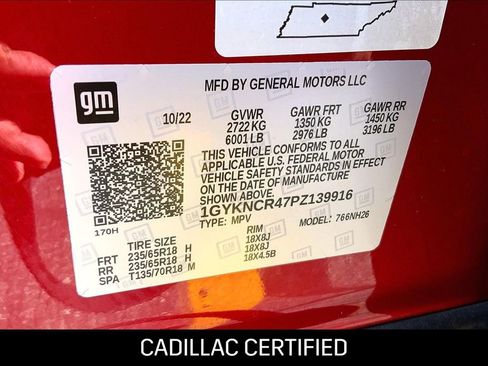 gm
MFD BY GENERAL MOTORS LLC
10/22
GVWR GAWR FRT GAWR RR
2722 KG 1350 KG 1450 KG
6001 LB 2976 LB 3196 LB
THIS VEHICLE CONFORMS TO ALL
APPLICABLE U.S. FEDERAL MOTOR
VEHICLE SAFETY STANDARDS IN EFFECT
ON THE DATE OF MANUFACTURE
SHOWN ABOVE.
1GYKNCR47PZ139916
TYPE: MPV MODEL: 766NH26
170H
TIRE SIZE RIM
FRT 235/65R18 H 18X8J
RR 235/65R18 H 18X8J
SPA T135/70R18 M 18X4.5B
CADILLAC CERTIFIED